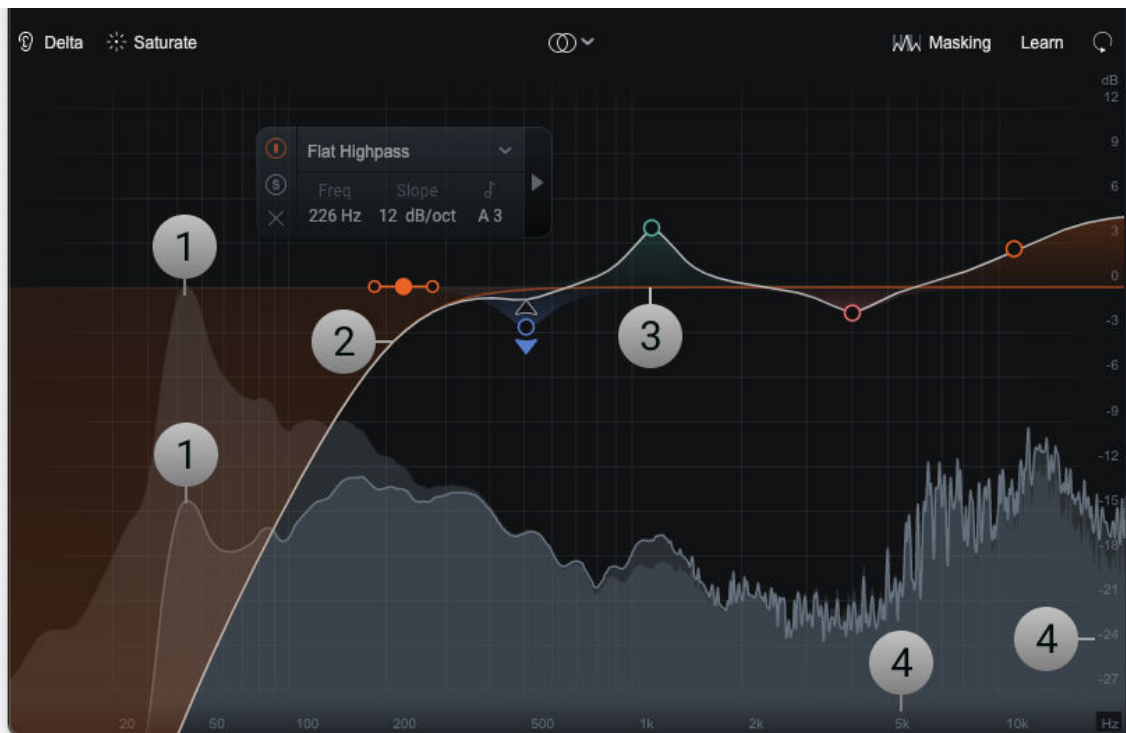 Delta Saturate Masking Learn
dB
12
9
Flat Highpass
S
Freq Slope
226 Hz 12 dB/oct A 3
6
3
1
0
2
3
-3
-6
-9
1
-12
-15
-18
-21
4
-24
4
-27
20 50 100 200 500 1k 2k 5k 10k Hz